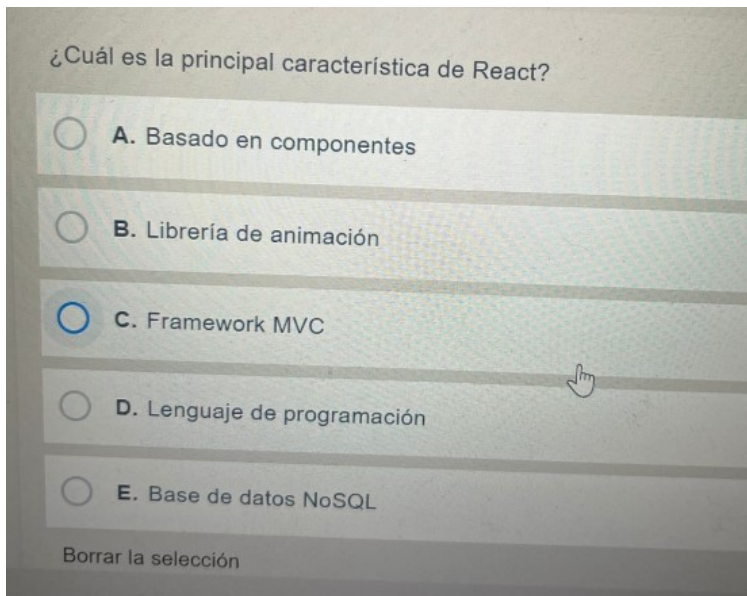 ¿Cuál es la principal característica de React?
A. Basado en componentes
B. Librería de animación
C. Framework MVC
D. Lenguaje de programación
E. Base de datos NoSQL
Borrar la selección